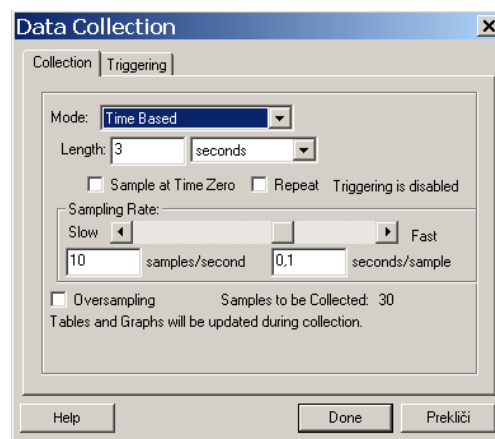 Data Collection
Collection Triggering
Mode: Time Based
Length: 3 seconds
Sample at Time Zero Repeat Triggering is disabled
Sampling Rate:
Slow Fast
10 samples/second 0,1 seconds/sample
Oversampling Samples to be Collected: 30
Tables and Graphs will be updated during collection.
Help Done Prekliči